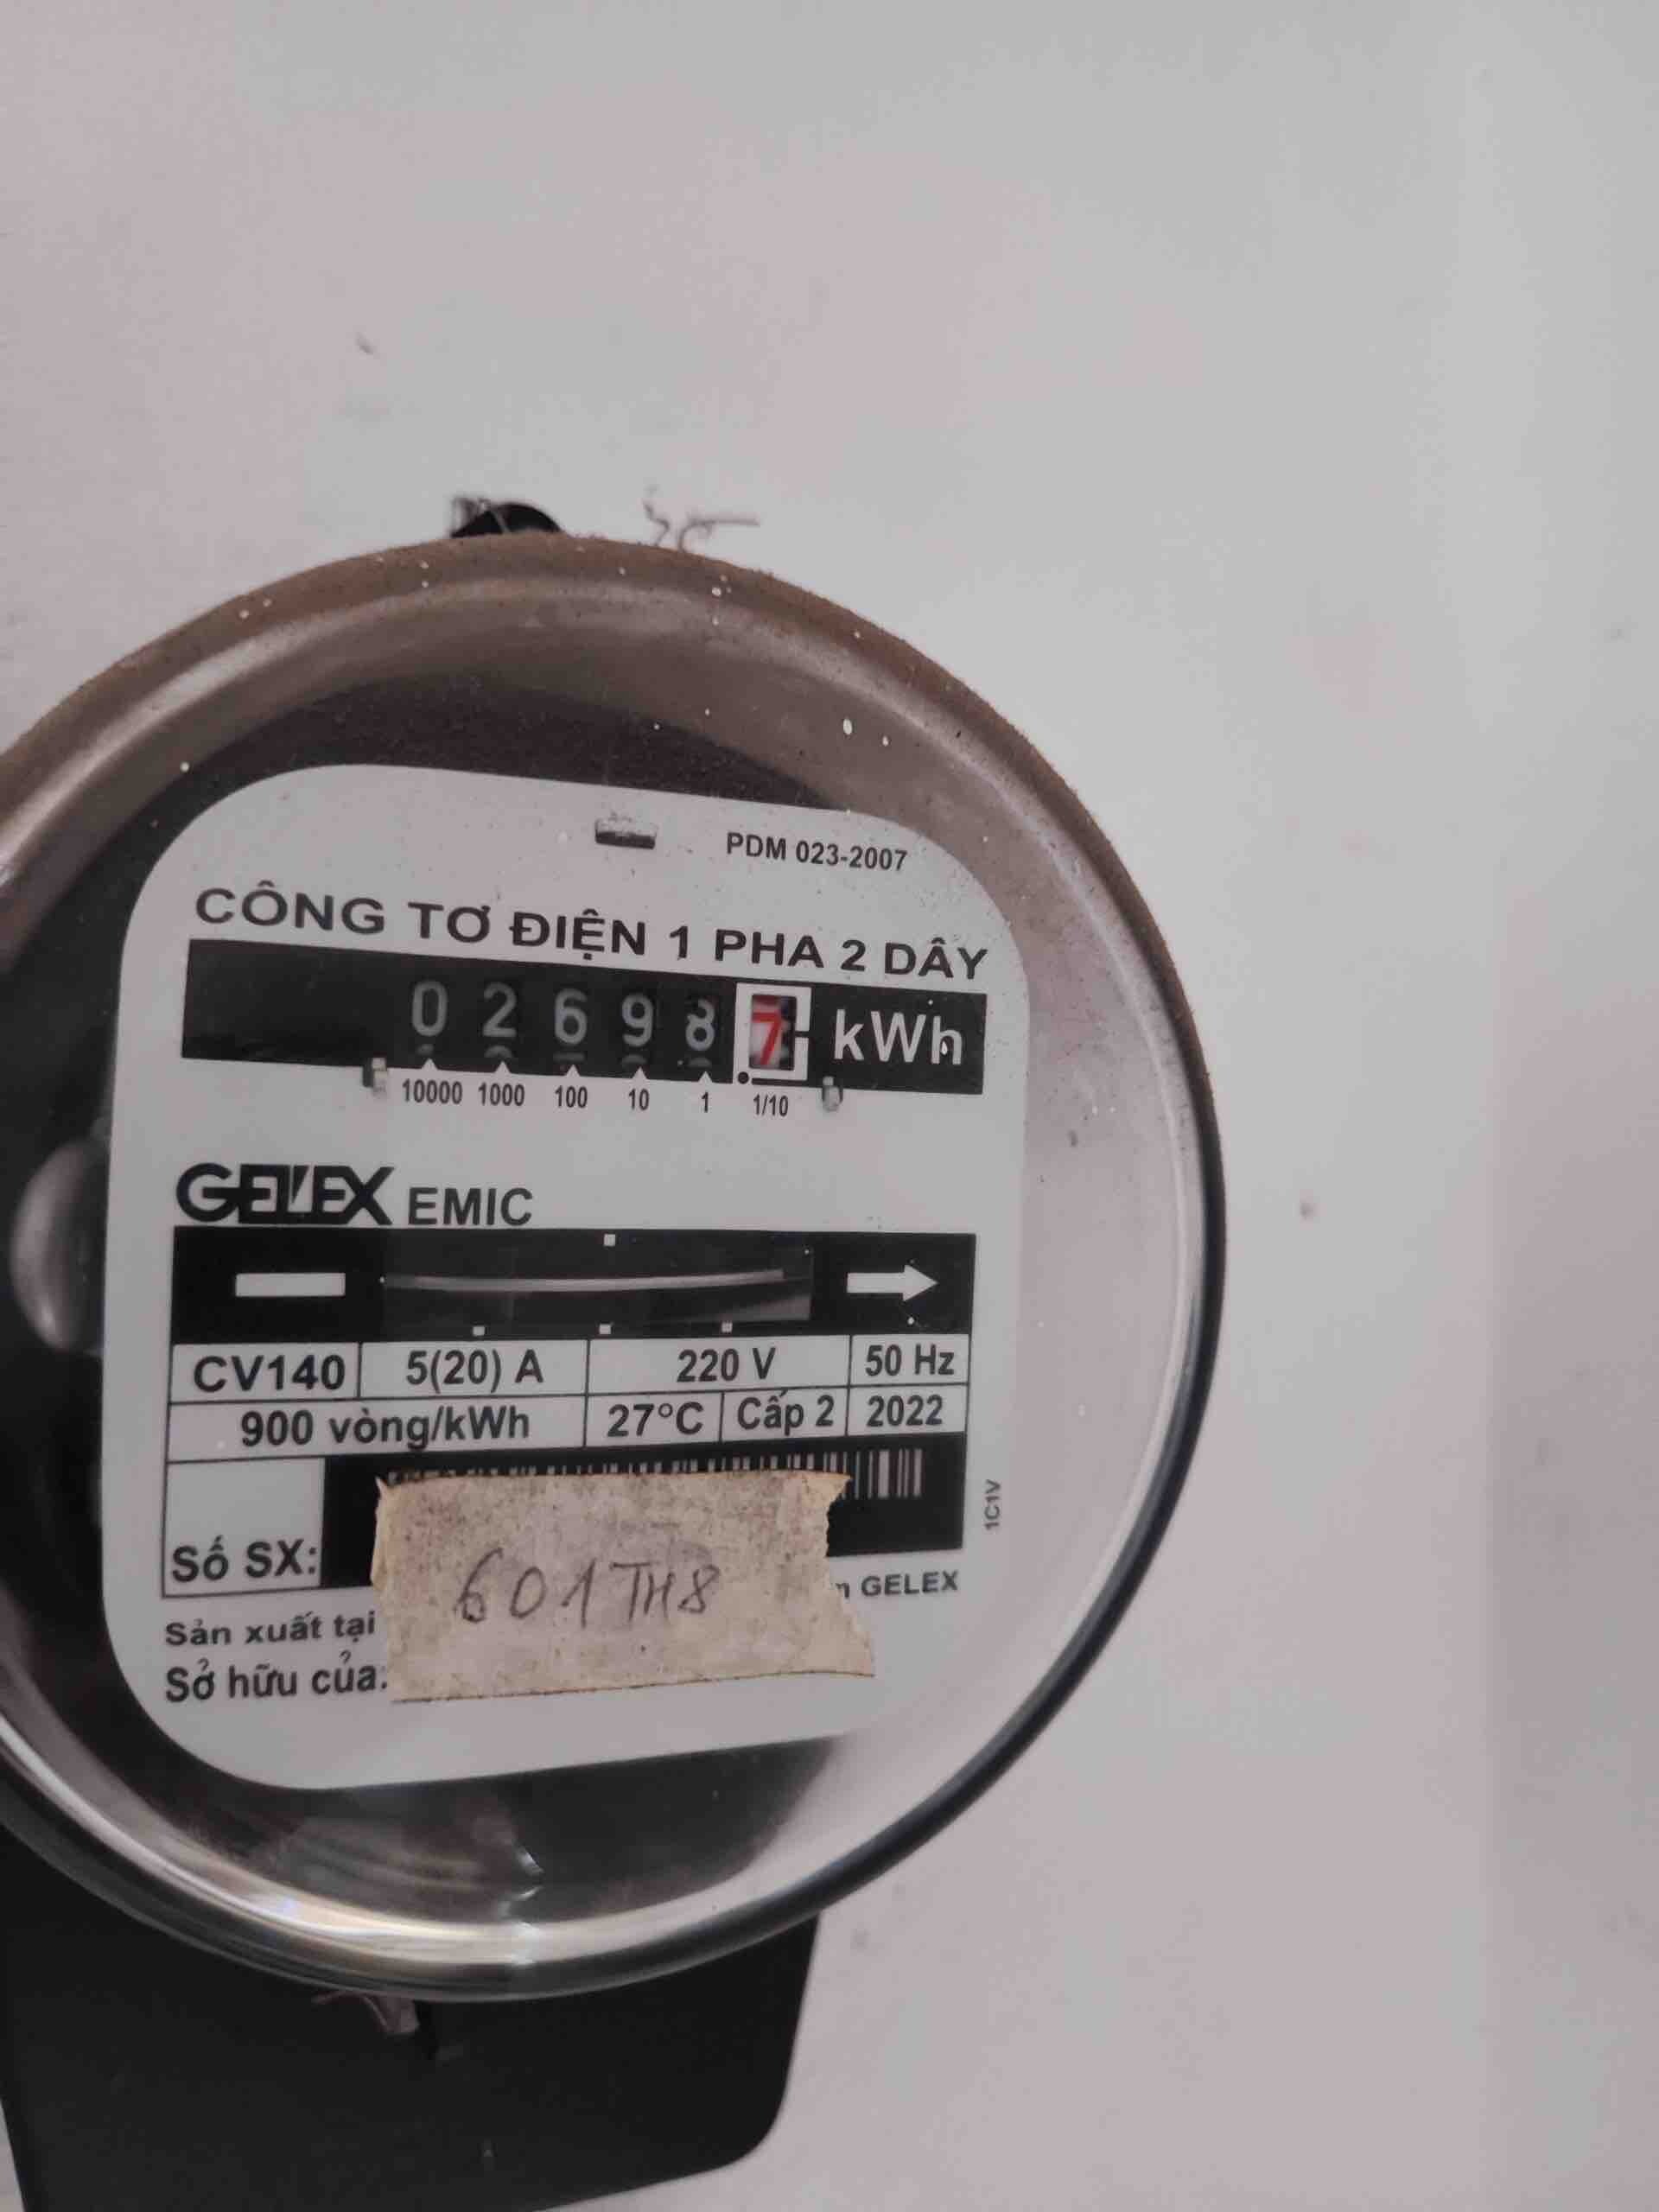 PDM 023-2007
CÔNG TƠ ĐIỆN 1 PHA 2 DÂY
0 2 6 9 8 7 kWh
10000 1000 100 10 1 1/10
GELEX EMIC
CV140 5(20) A 220 V 50 Hz
900 vòng/kWh 27°C Cấp 2 2022
1C1V
Số SX:
601TH8
Sản xuất tại GELEX
Sở hữu của: